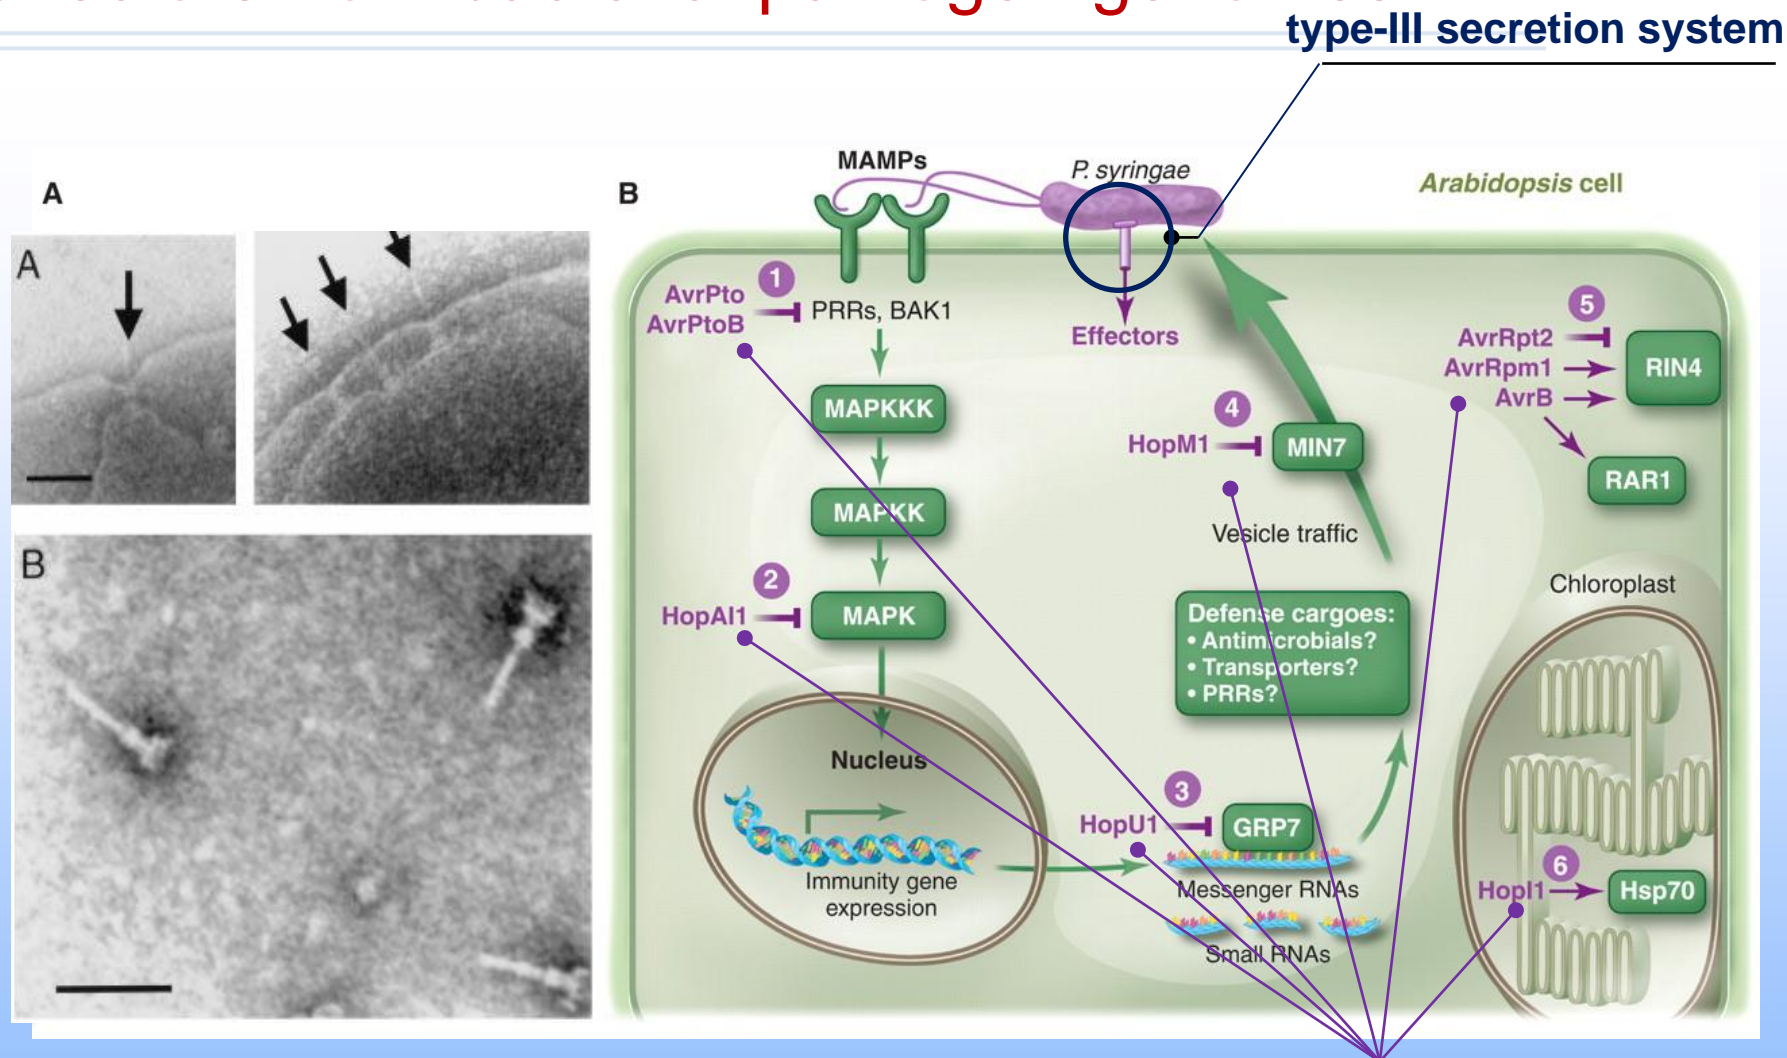 type-III secretion system
A
A
B
B
MAMPs
P. syringae
Arabidopsis cell
1
AvrPto
AvrPtoB
PRRs, BAK1
Effectors
MAPKKK
MAPKK
2
HopAI1
MAPK
Nucleus
Immunity gene
expression
3
HopU1
GRP7
Messenger RNAs
Small RNAs
4
HopM1
MIN7
Vesicle traffic
Defense cargoes:
• Antimicrobials?
• Transporters?
• PRRs?
5
AvrRpt2
AvrRpm1
AvrB
RIN4
RAR1
Chloroplast
6
HopI1
Hsp70